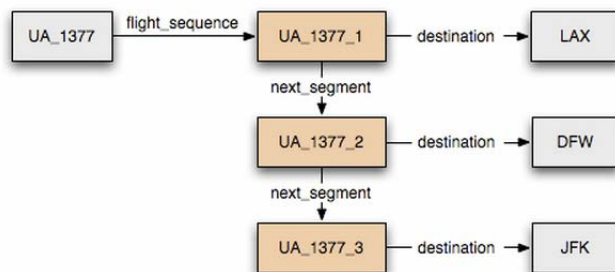 UA_1377 flight_sequence UA_1377_1 destination LAX
next_segment
UA_1377_2 destination DFW
next_segment
UA_1377_3 destination JFK